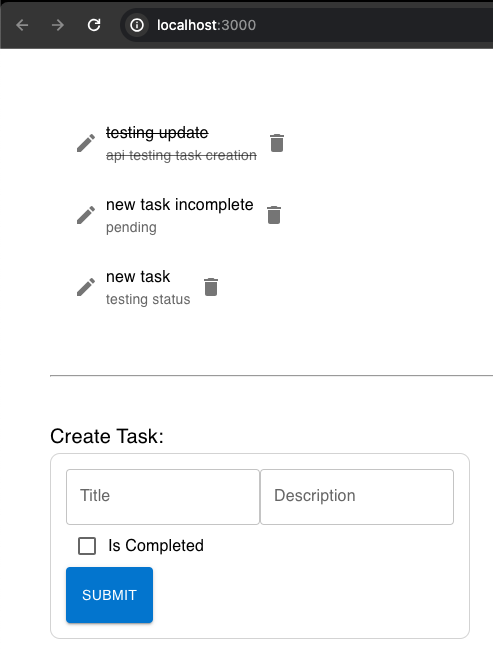 localhost:3000
testing update
api testing task creation
new task incomplete
pending
new task
testing status
Create Task:
Title Description
Is Completed
SUBMIT